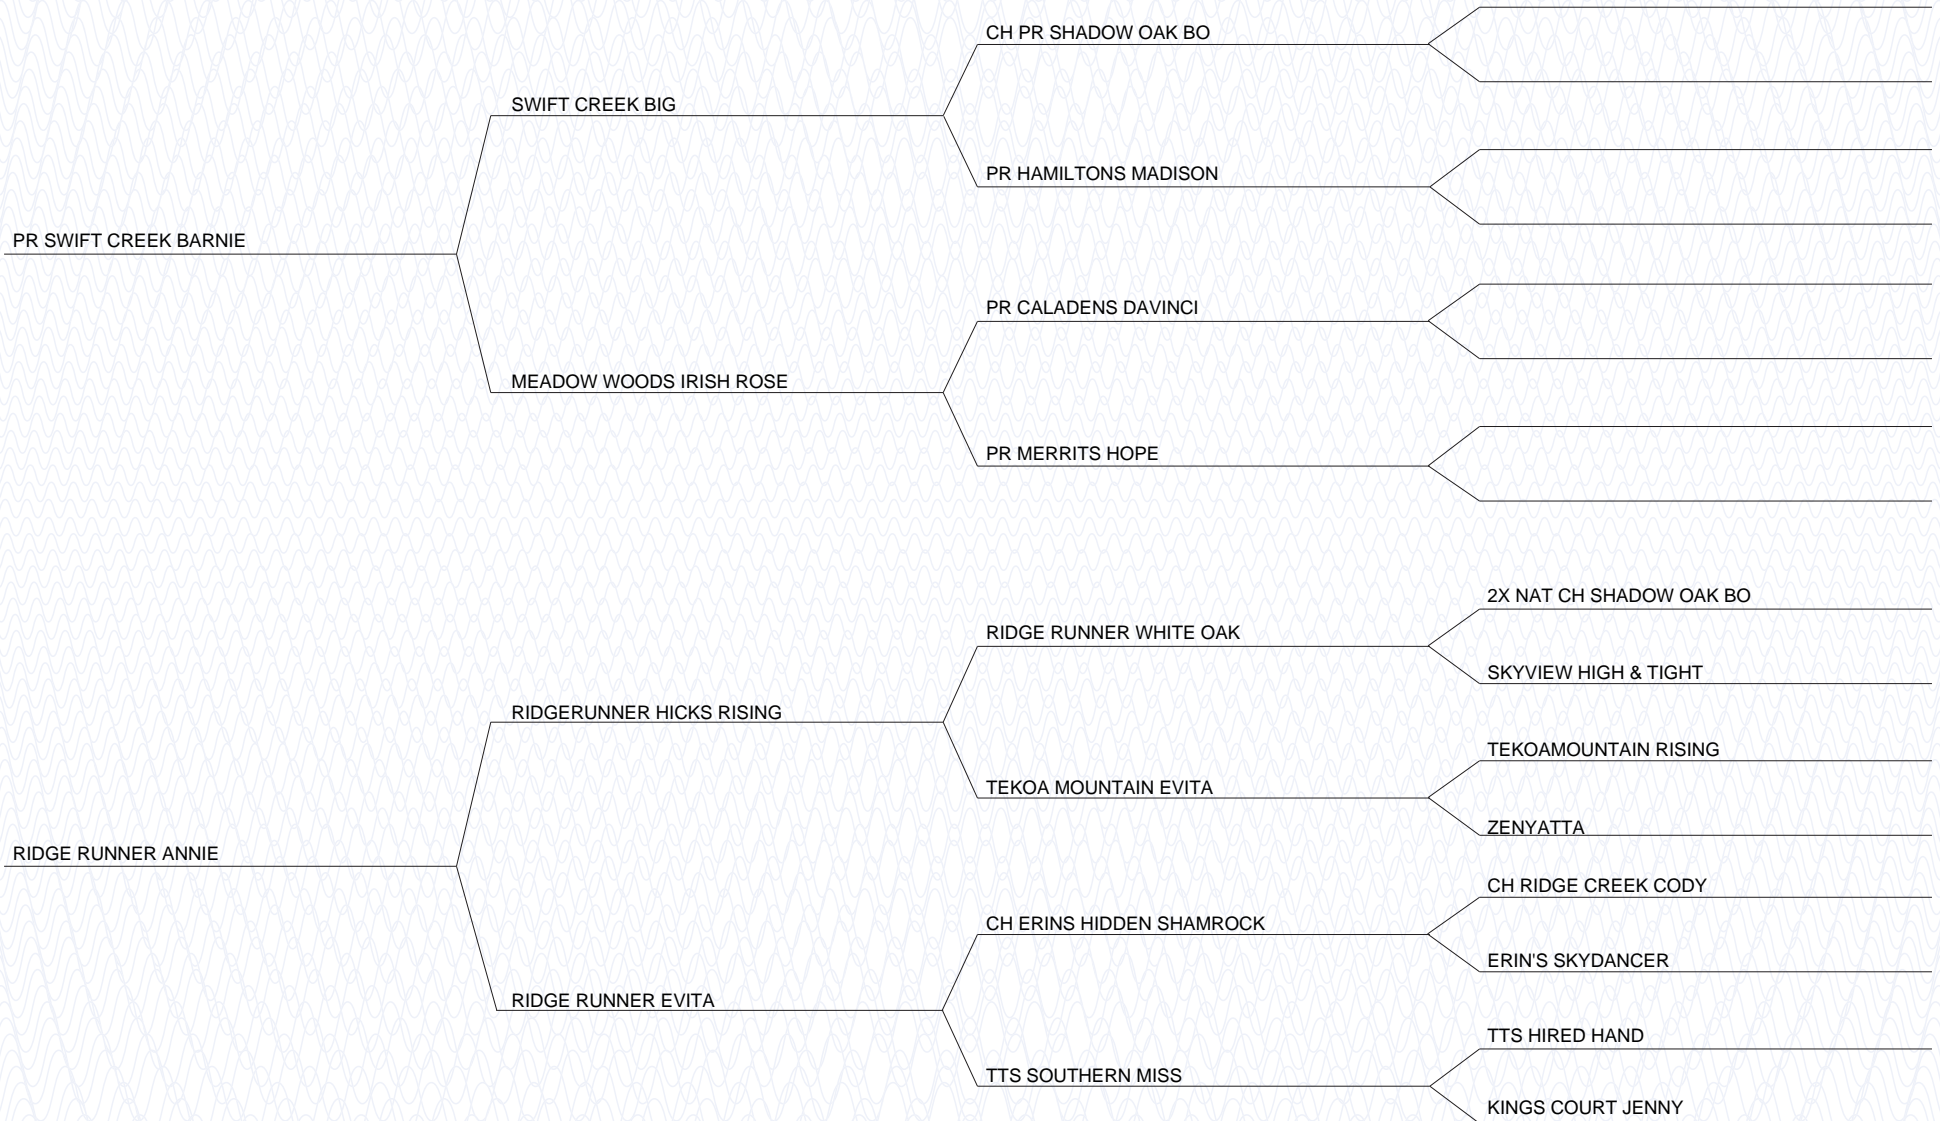 CH PR SHADOW OAK BO
SWIFT CREEK BIG
PR HAMILTONS MADISON
PR SWIFT CREEK BARNIE
PR CALADENS DAVINCI
MEADOW WOODS IRISH ROSE
PR MERRITS HOPE
2X NAT CH SHADOW OAK BO
RIDGE RUNNER WHITE OAK
SKYVIEW HIGH & TIGHT
RIDGERUNNER HICKS RISING
TEKOAMOUNTAIN RISING
TEKOA MOUNTAIN EVITA
ZENYATTA
RIDGE RUNNER ANNIE
CH RIDGE CREEK CODY
CH ERINS HIDDEN SHAMROCK
ERIN'S SKYDANCER
RIDGE RUNNER EVITA
TTS HIRED HAND
TTS SOUTHERN MISS
KINGS COURT JENNY